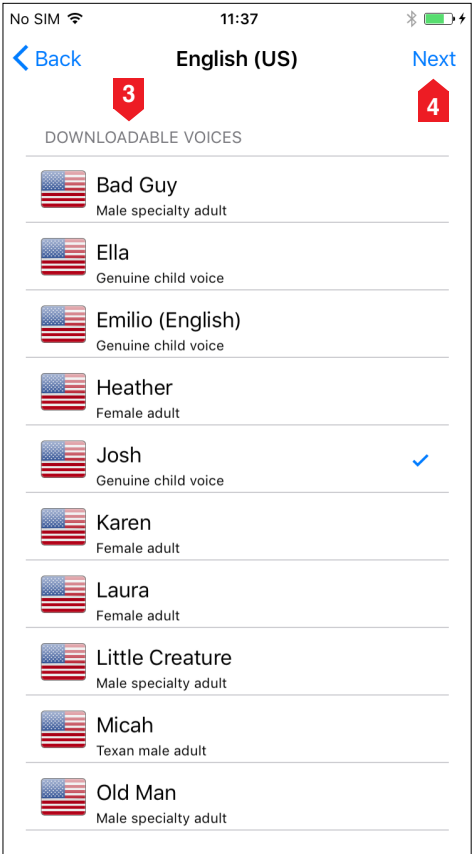 No SIM 11:37
Back English (US) Next
3
4
DOWNLOADABLE VOICES
Bad Guy
Male specialty adult
Ella
Genuine child voice
Emilio (English)
Genuine child voice
Heather
Female adult
Josh
Genuine child voice
Karen
Female adult
Laura
Female adult
Little Creature
Male specialty adult
Micah
Texan male adult
Old Man
Male specialty adult